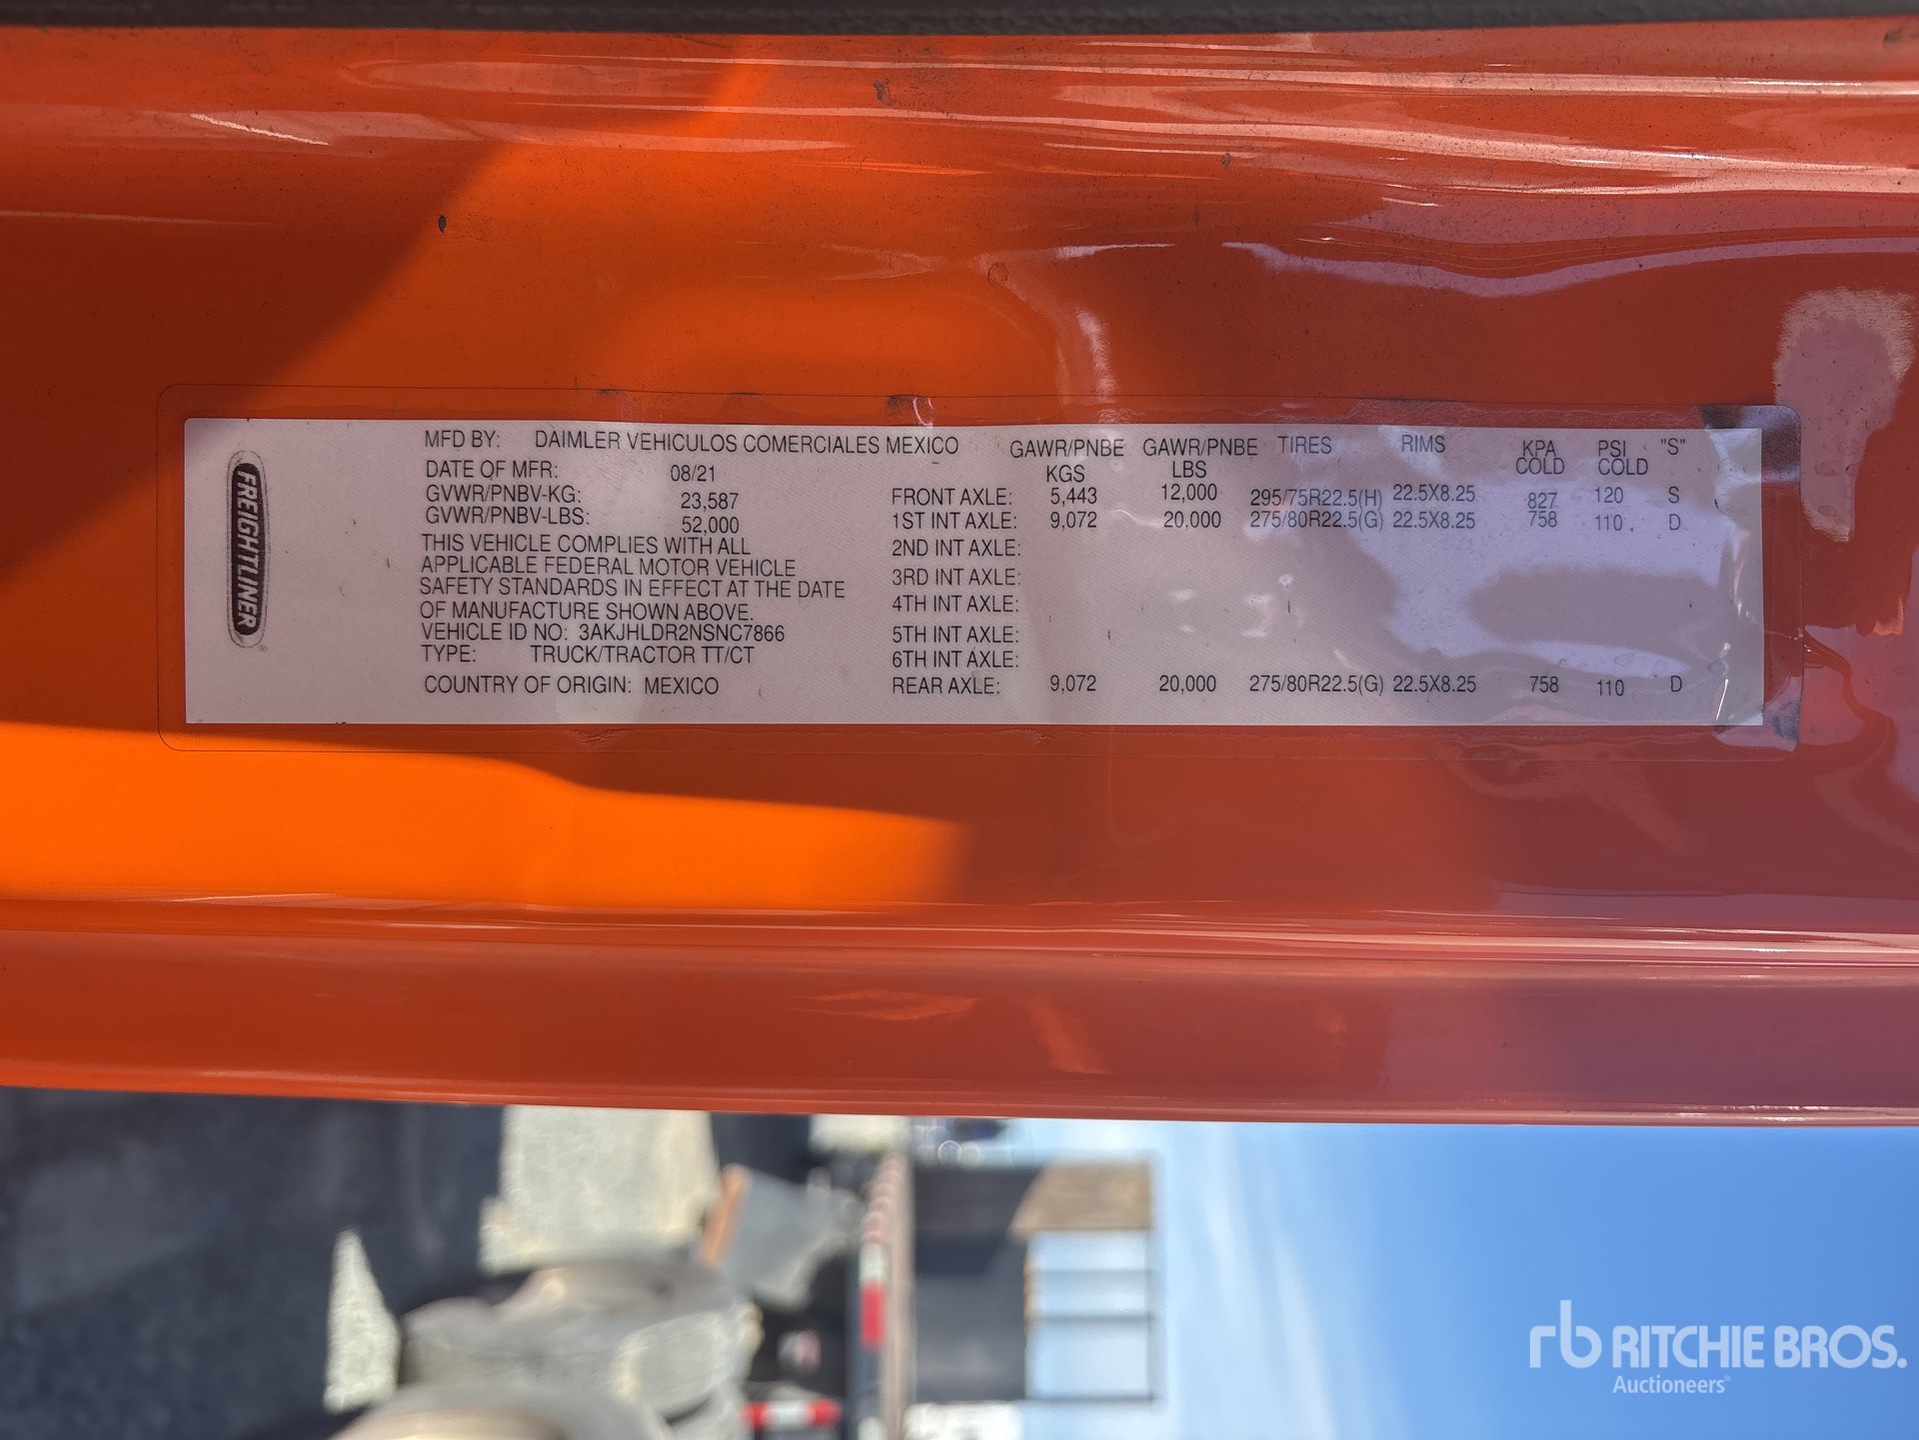 FREIGHTLINER
MFD BY: DAIMLER VEHICULOS COMERCIALES MEXICO
DATE OF MFR: 08/21
GVWR/PNBV-KG: 23,587
GVWR/PNBV-LBS: 52,000
THIS VEHICLE COMPLIES WITH ALL
APPLICABLE FEDERAL MOTOR VEHICLE
SAFETY STANDARDS IN EFFECT AT THE DATE
OF MANUFACTURE SHOWN ABOVE.
VEHICLE ID NO: 3AKJHLDR2NSNC7866
TYPE: TRUCK/TRACTOR TT/CT
COUNTRY OF ORIGIN: MEXICO
GAWR/PNBE KGS GAWR/PNBE LBS TIRES RIMS KPA COLD PSI COLD "S"
FRONT AXLE: 5,443 12,000 295/75R22.5(H) 22.5X8.25 827 120 S
1ST INT AXLE: 9,072 20,000 275/80R22.5(G) 22.5X8.25 758 110 D
2ND INT AXLE:
3RD INT AXLE:
4TH INT AXLE:
5TH INT AXLE:
6TH INT AXLE:
REAR AXLE: 9,072 20,000 275/80R22.5(G) 22.5X8.25 758 110 D
rb RITCHIE BROS.
Auctioneers